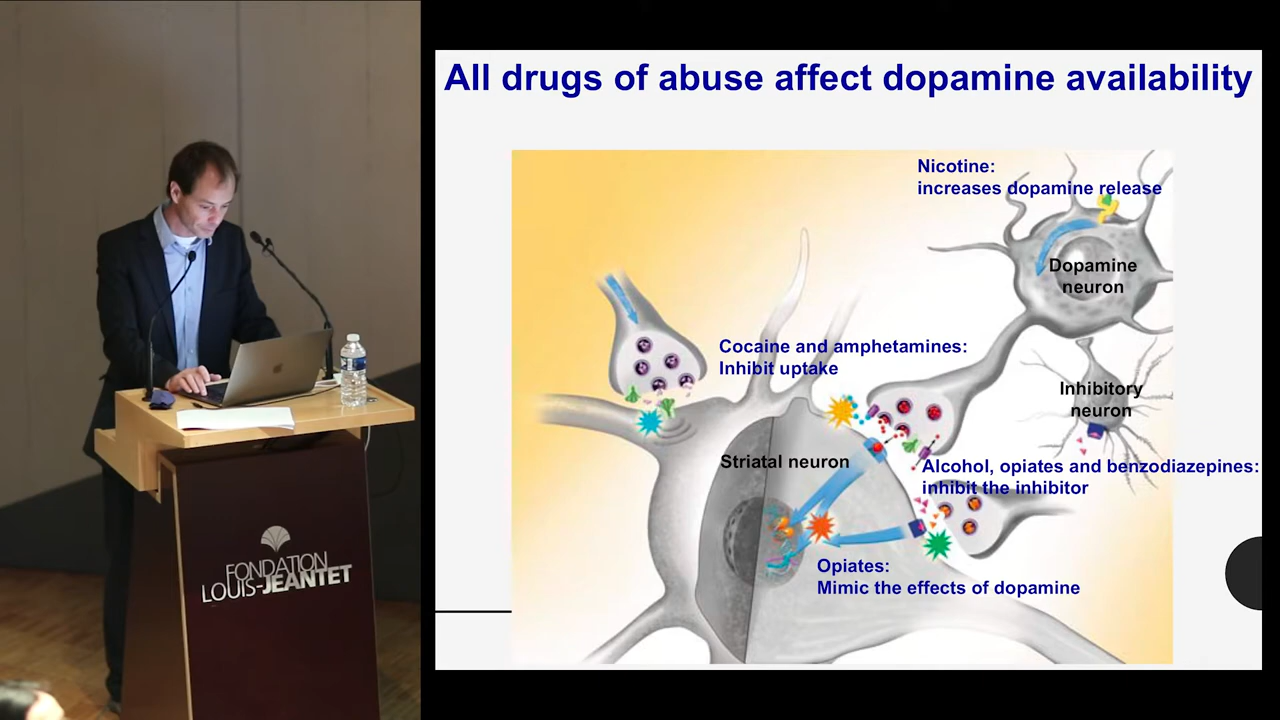 All drugs of abuse affect dopamine availability
Nicotine:
increases dopamine release
Dopamine
neuron
Cocaine and amphetamines:
Inhibit uptake
Inhibitory
neuron
Striatal neuron
Alcohol, opiates and benzodiazepines:
inhibit the inhibitor
Opiates:
Mimic the effects of dopamine
FONDATION
LOUIS-JEANTET